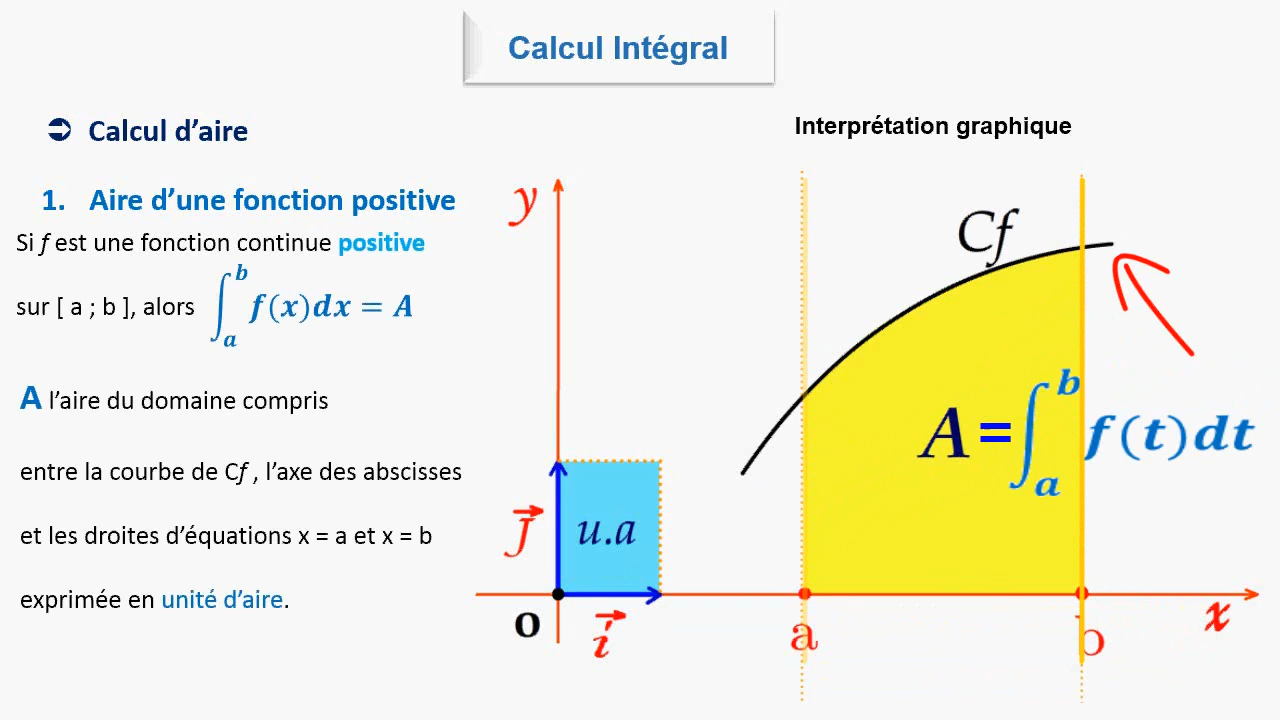 Calcul Intégral
➲ Calcul d’aire
1. Aire d’une fonction positive
Si f est une fonction continue positive
sur [ a ; b ], alors ∫_a^b f(x)dx = A
A l’aire du domaine compris
entre la courbe de Cf , l’axe des abscisses
et les droites d’équations x = a et x = b
exprimée en unité d’aire.
Interprétation graphique
y
Cf
A = ∫_a^b f(t)dt
J⃗
u.a
O
i⃗
a
b
x